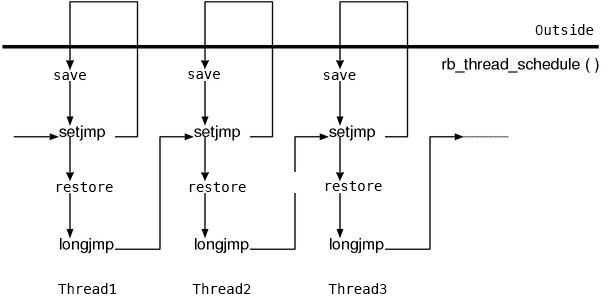 Outside
rb_thread_schedule ( )
save save save
setjmp setjmp setjmp
restore restore restore
longjmp longjmp longjmp
Thread1 Thread2 Thread3